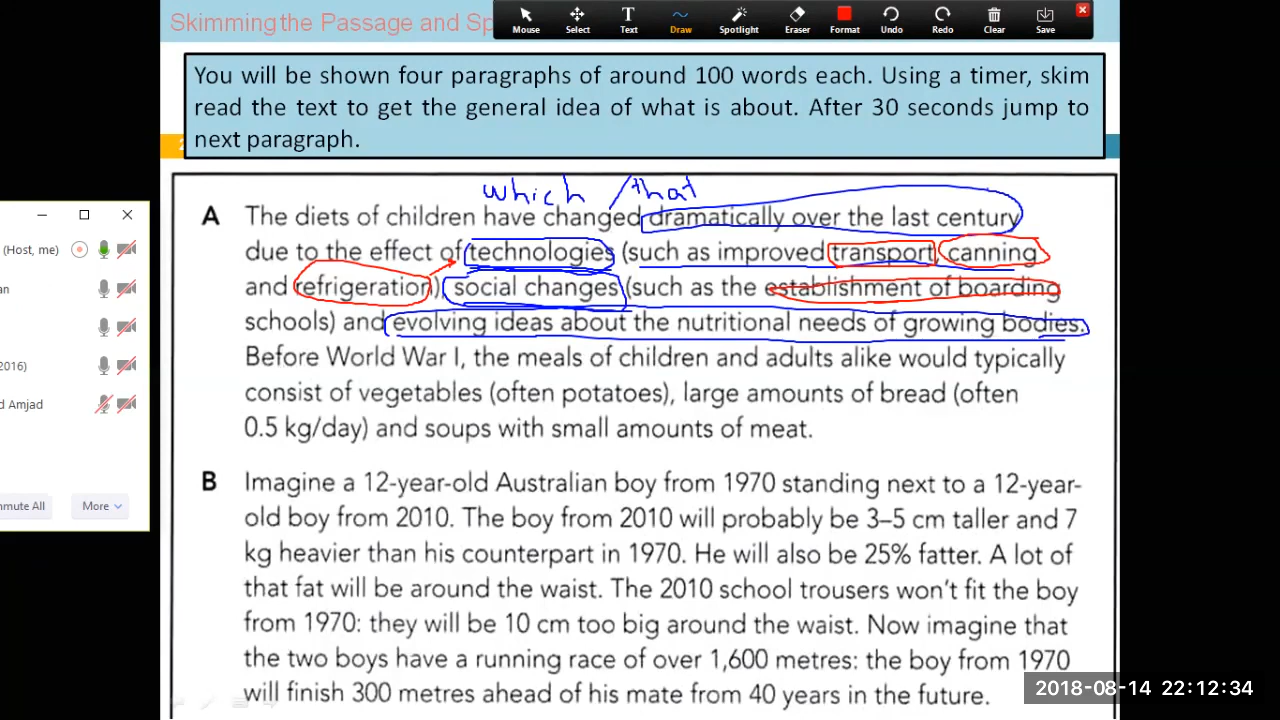 Skimming the Passage and Sp
Mouse Select Text Draw Spotlight Eraser Format Undo Redo Clear Save
You will be shown four paragraphs of around 100 words each. Using a timer, skim
read the text to get the general idea of what is about. After 30 seconds jump to
next paragraph.
2
which / that
A The diets of children have changed dramatically over the last century
due to the effect of technologies (such as improved transport, canning
and refrigeration), social changes (such as the establishment of boarding
schools) and evolving ideas about the nutritional needs of growing bodies.
Before World War I, the meals of children and adults alike would typically
consist of vegetables (often potatoes), large amounts of bread (often
0.5 kg/day) and soups with small amounts of meat.
B Imagine a 12-year-old Australian boy from 1970 standing next to a 12-year-
old boy from 2010. The boy from 2010 will probably be 3–5 cm taller and 7
kg heavier than his counterpart in 1970. He will also be 25% fatter. A lot of
that fat will be around the waist. The 2010 school trousers won't fit the boy
from 1970: they will be 10 cm too big around the waist. Now imagine that
the two boys have a running race of over 1,600 metres: the boy from 1970
will finish 300 metres ahead of his mate from 40 years in the future.
(Host, me)
an
2016)
d Amjad
nmute All More
2018-08-14 22:12:34